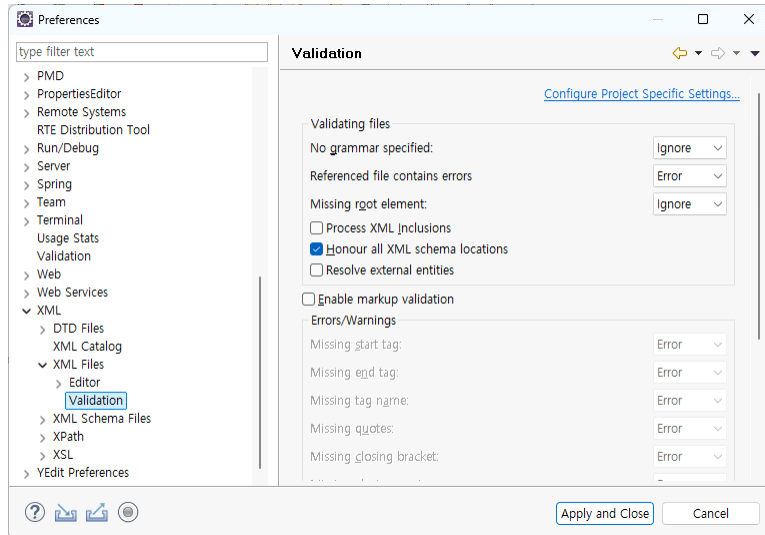 Preferences
type filter text
PMD
PropertiesEditor
Remote Systems
RTE Distribution Tool
Run/Debug
Server
Spring
Team
Terminal
Usage Stats
Validation
Web
Web Services
XML
DTD Files
XML Catalog
XML Files
Editor
Validation
XML Schema Files
XPath
XSL
YEdit Preferences
Validation
Configure Project Specific Settings...
Validating files
No grammar specified: Ignore
Referenced file contains errors Error
Missing root element: Ignore
Process XML Inclusions
Honour all XML schema locations
Resolve external entities
Enable markup validation
Errors/Warnings
Missing start tag: Error
Missing end tag: Error
Missing tag name: Error
Missing quotes: Error
Missing closing bracket: Error
Apply and Close Cancel